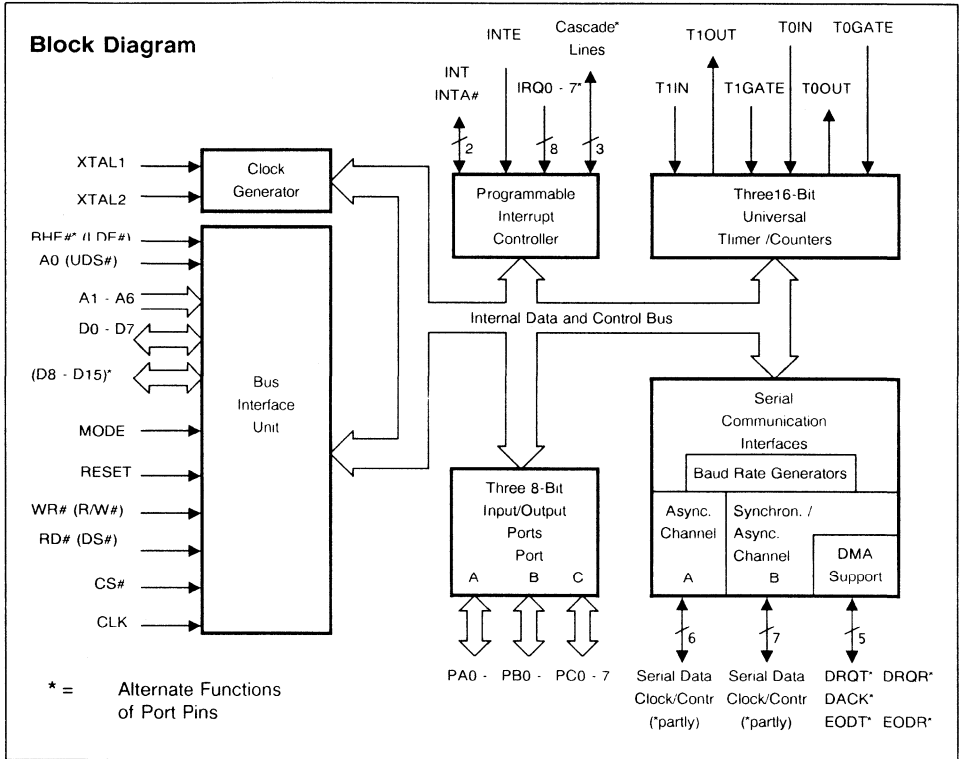 Block Diagram
INTE
Cascade*
Lines
T1OUT
T0IN
T0GATE
INT
INTA#
IRQ0 - 7*
T1IN
T1GATE
T0OUT
2
8
3
XTAL1
XTAL2
Clock
Generator
Programmable
Interrupt
Controller
Three16-Bit
Universal
TImer /Counters
BHE#* (LDE#)
A0 (UDS#)
A1 - A6
D0 - D7
(D8 - D15)*
MODE
RESET
WR# (R/W#)
RD# (DS#)
CS#
CLK
Bus
Interface
Unit
Internal Data and Control Bus
Three 8-Bit
Input/Output
Ports
Port
A B C
Serial
Communication
Interfaces
Baud Rate Generators
Async.
Channel
A
Synchron. /
Async.
Channel
B
DMA
Support
6
7
5
PA0 - PB0 - PC0 - 7
Serial Data
Clock/Contr
(*partly)
Serial Data
Clock/Contr
(*partly)
DRQT* DRQR*
DACK*
EODT* EODR*
* = Alternate Functions
of Port Pins